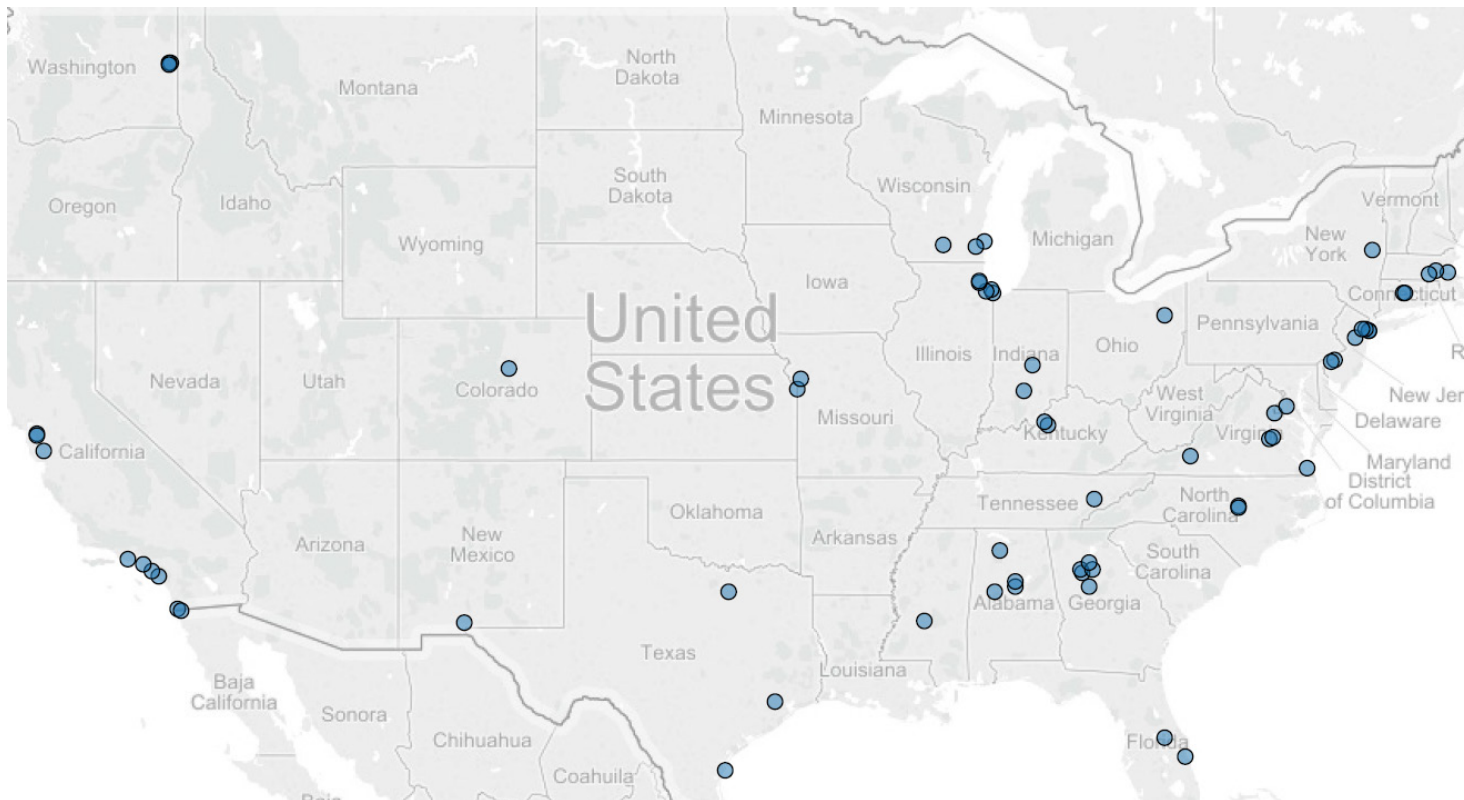 Washington
Montana
North
Dakota
Minnesota
Oregon
Idaho
South
Dakota
Wisconsin
Vermont
Wyoming
Michigan
New
York
Iowa
United
States
Connecticut
Pennsylvania
Nevada
Utah
Colorado
Illinois
Indiana
Ohio
R
West
Virginia
New Jer
Missouri
Delaware
California
Kentucky
Virginia
Maryland
District
of Columbia
Arizona
New
Mexico
Oklahoma
Tennessee
North
Carolina
Arkansas
South
Carolina
Alabama
Georgia
Texas
Louisiana
Baja
California
Sonora
Chihuahua
Florida
Coahuila
Baja